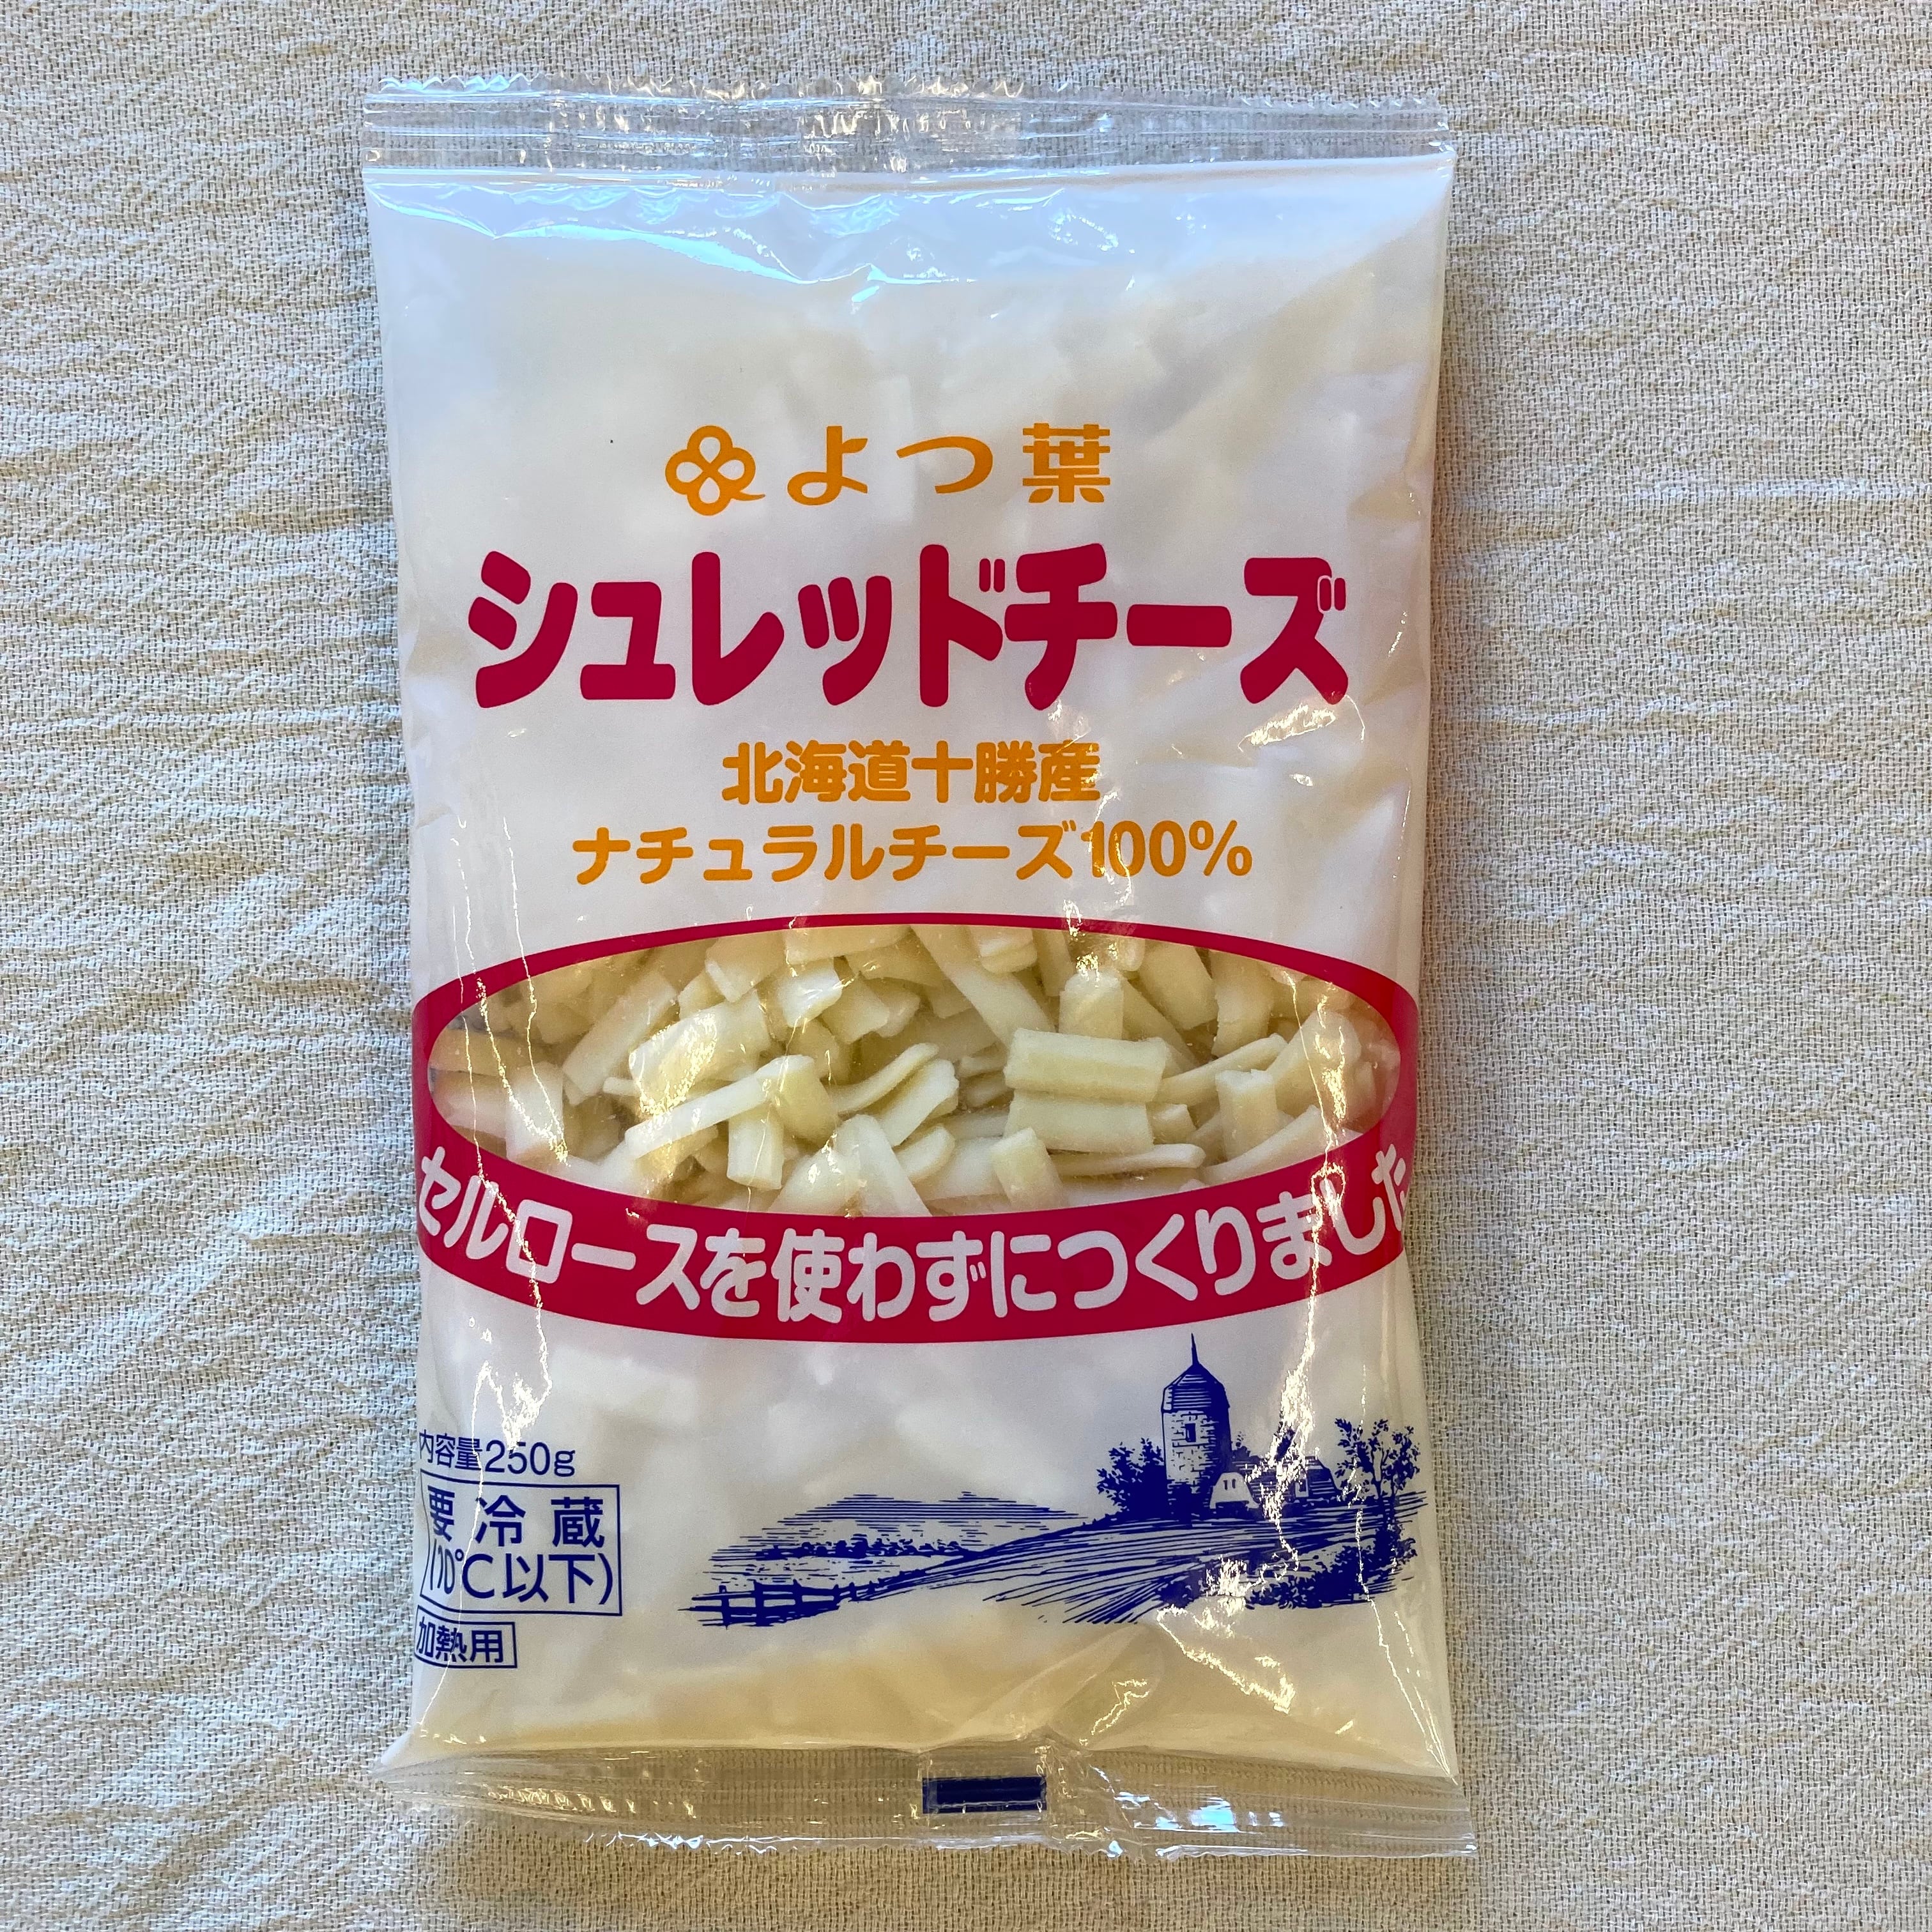 よつ葉
シュレッドチーズ
北海道十勝産
ナチュラルチーズ100%
セルロースを使わずにつくりました
内容量250g
要冷蔵
(10℃以下)
加熱用